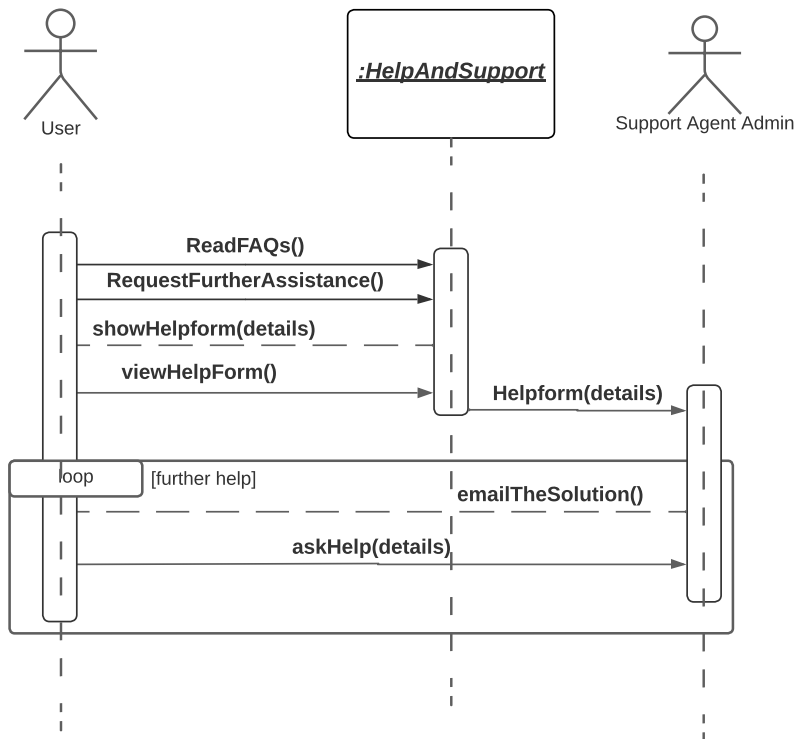 :HelpAndSupport
User
Support Agent Admin
ReadFAQs()
RequestFurtherAssistance()
showHelpform(details)
viewHelpForm()
Helpform(details)
loop
[further help]
emailTheSolution()
askHelp(details)